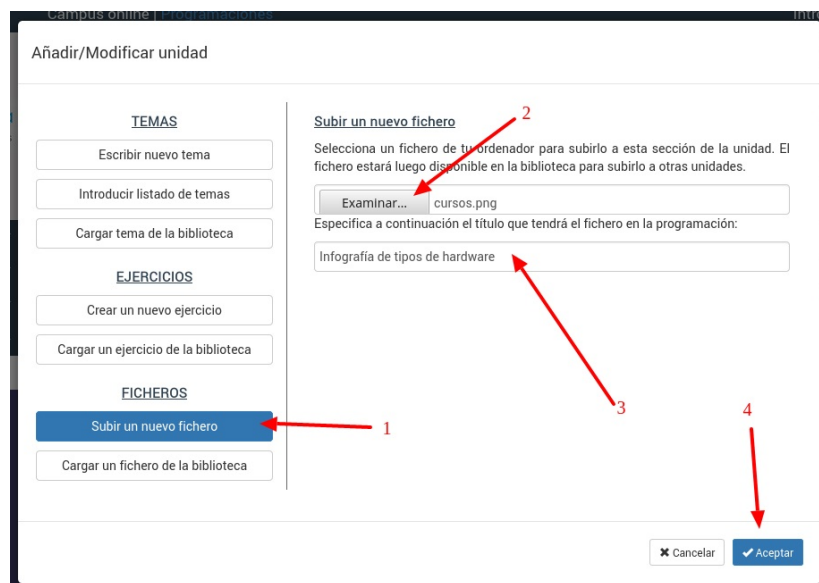 Campus online | Programaciones
Añadir/Modificar unidad
TEMAS
Escribir nuevo tema
Introducir listado de temas
Cargar tema de la biblioteca
EJERCICIOS
Crear un nuevo ejercicio
Cargar un ejercicio de la biblioteca
FICHEROS
Subir un nuevo fichero
Cargar un fichero de la biblioteca
1
Subir un nuevo fichero
2
Selecciona un fichero de tu ordenador para subirlo a esta sección de la unidad. El
fichero estará luego disponible en la biblioteca para subirlo a otras unidades.
Examinar... cursos.png
Especifica a continuación el título que tendrá el fichero en la programación:
Infografía de tipos de hardware
3
4
Cancelar Aceptar